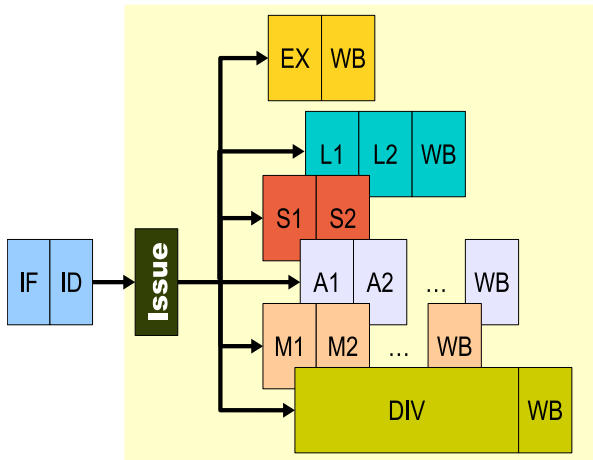 EX WB
L1 L2 WB
S1 S2
IF ID Issue A1 A2 ... WB
M1 M2 ... WB
DIV WB